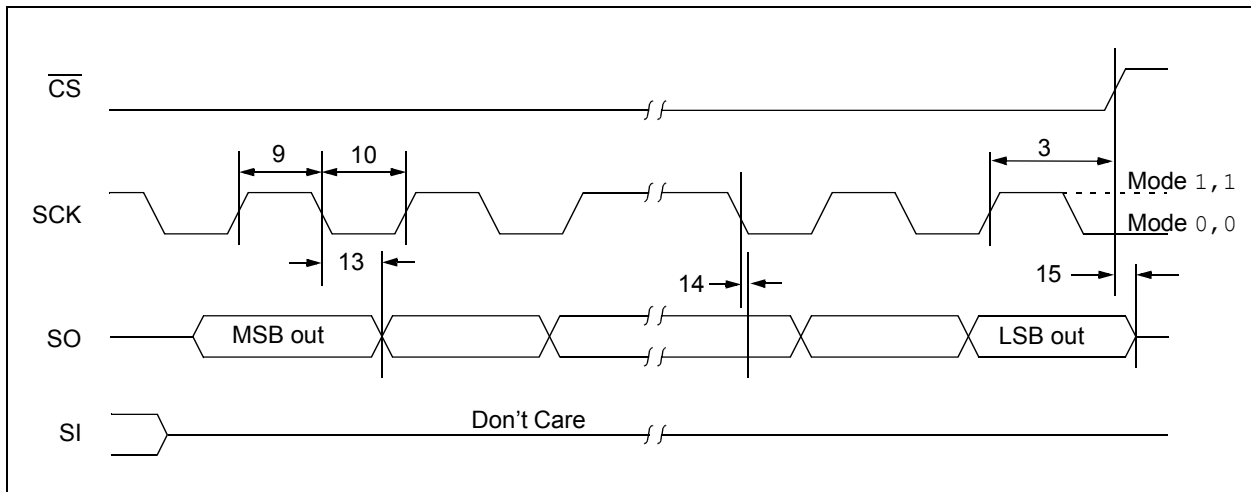 CS
9
10
3
SCK
Mode 1,1
Mode 0,0
13
14
15
SO
MSB out
LSB out
SI
Don't Care